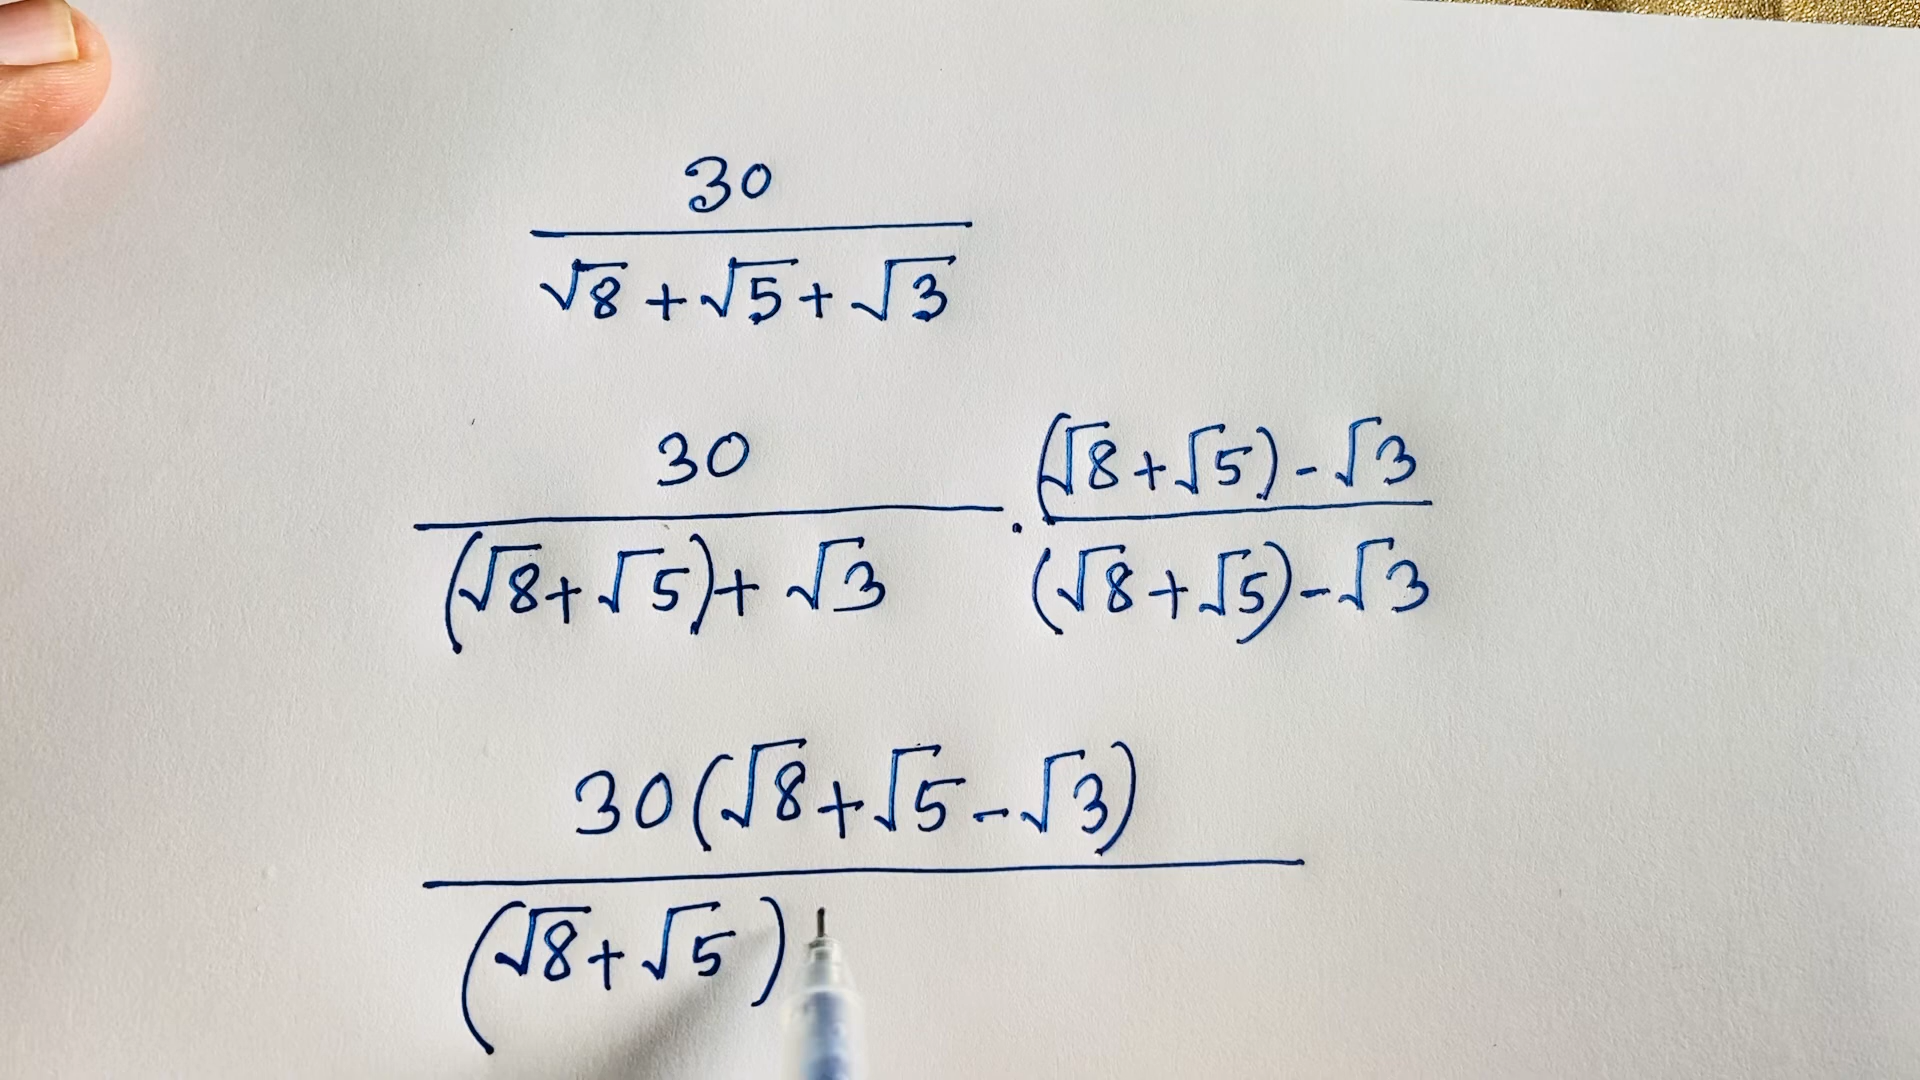 30
√8 + √5 + √3
30 . (√8 + √5) - √3
(√8 + √5) + √3 (√8 + √5) - √3
30 (√8 + √5 - √3)
(√8 + √5)